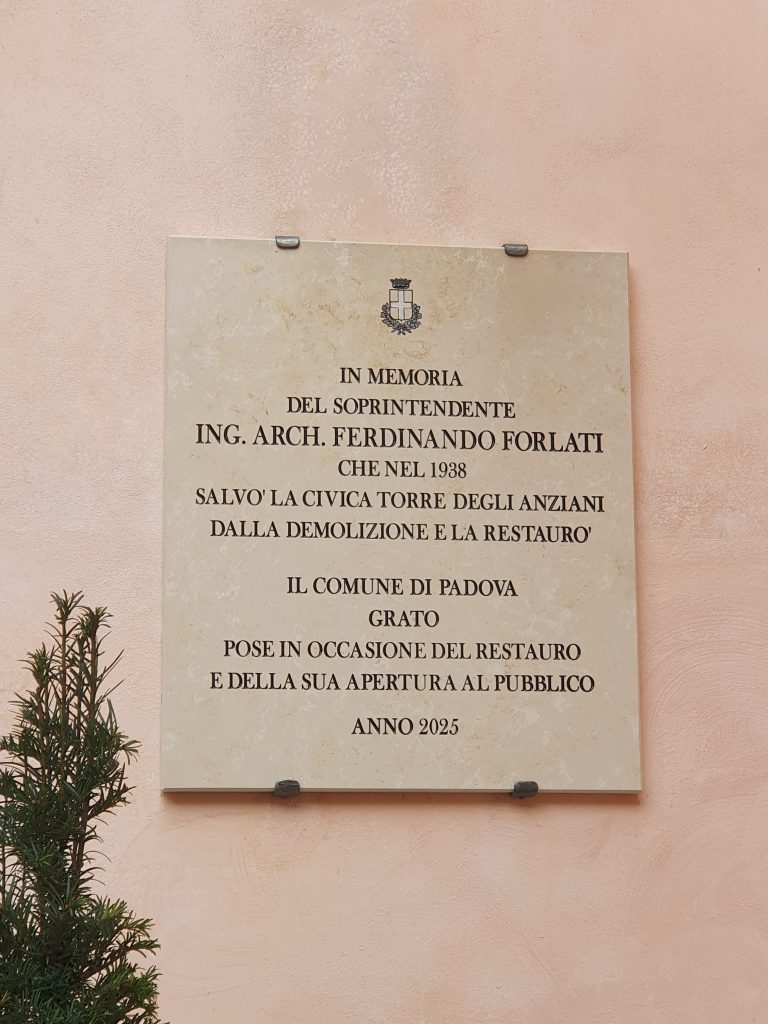 IN MEMORIA
DEL SOPRINTENDENTE
ING. ARCH. FERDINANDO FORLATI
CHE NEL 1938
SALVO' LA CIVICA TORRE DEGLI ANZIANI
DALLA DEMOLIZIONE E LA RESTAURO'
IL COMUNE DI PADOVA
GRATO
POSE IN OCCASIONE DEL RESTAURO
E DELLA SUA APERTURA AL PUBBLICO
ANNO 2025